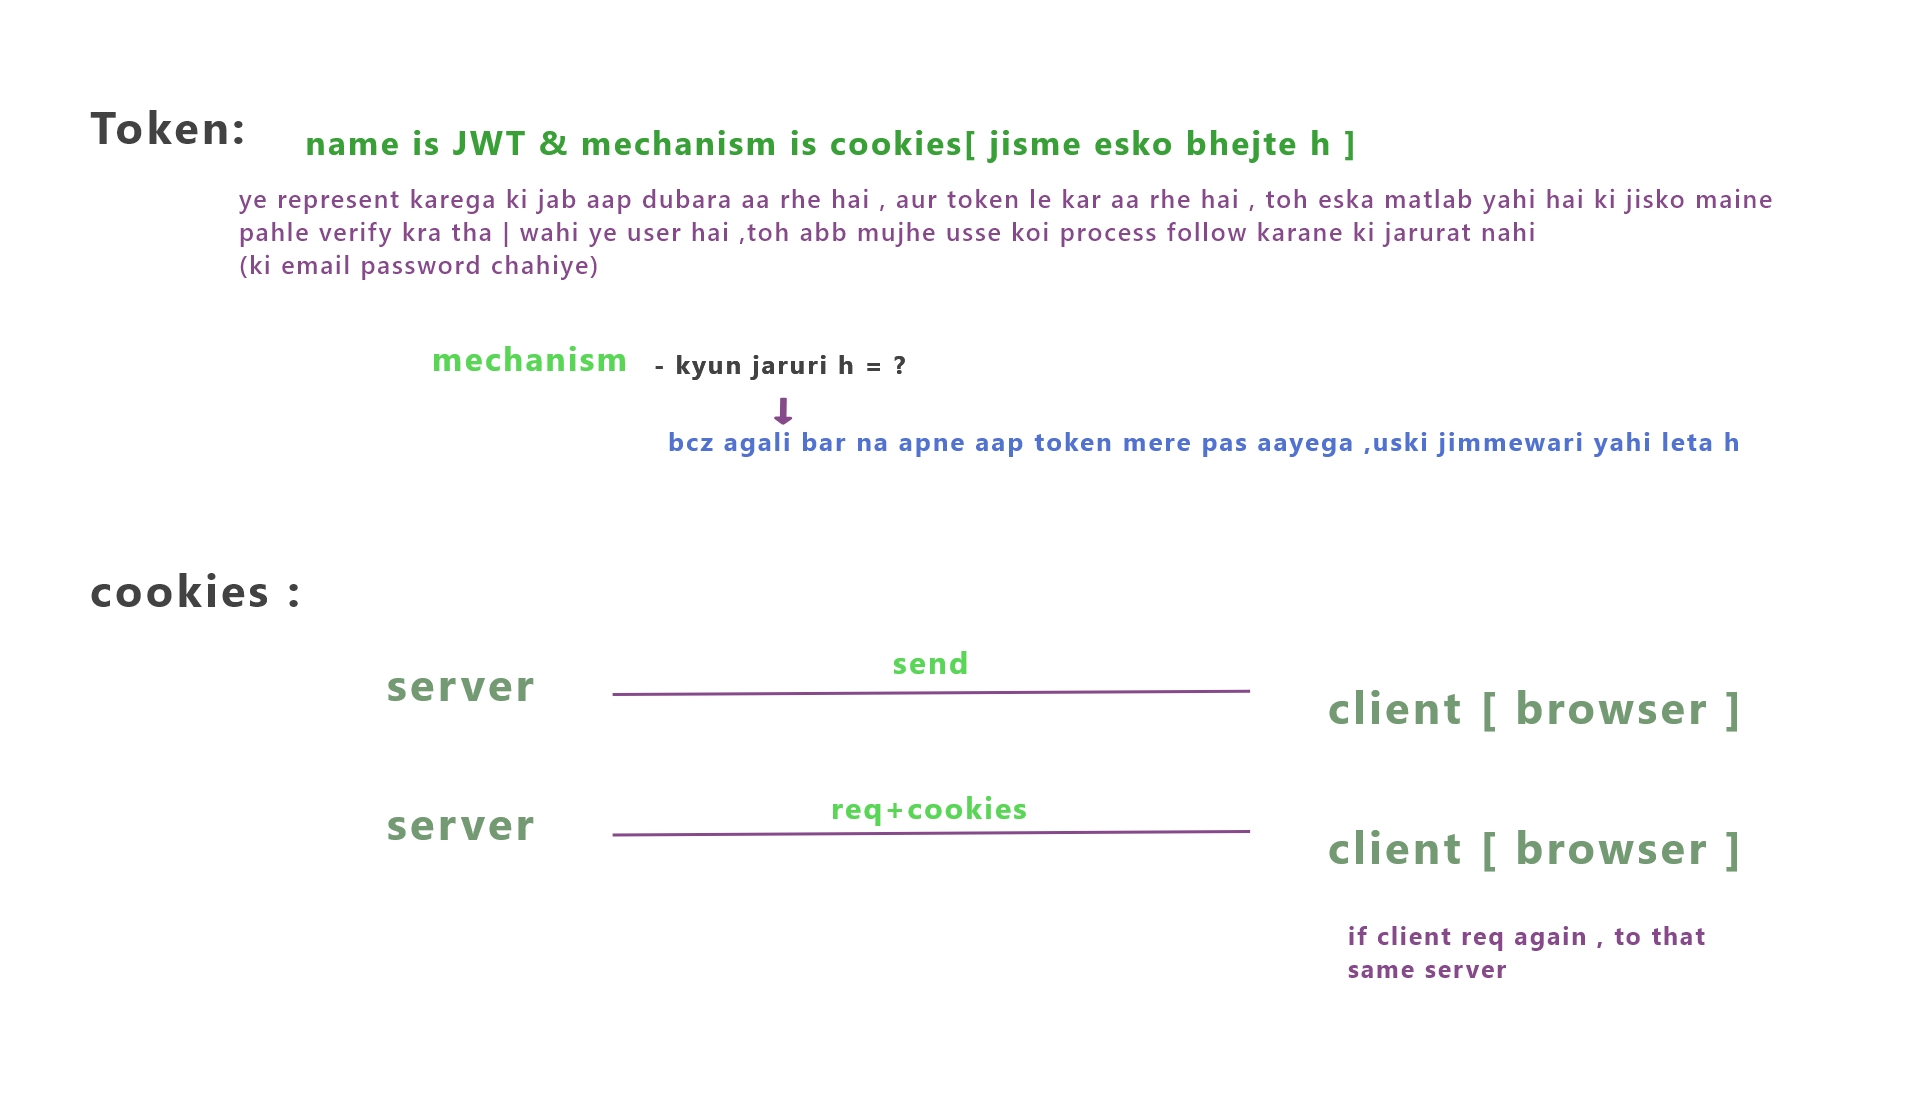 Token:
name is JWT & mechanism is cookies[ jisme esko bhejte h ]
ye represent karega ki jab aap dubara aa rhe hai , aur token le kar aa rhe hai , toh eska matlab yahi hai ki jisko maine
pahle verify kra tha | wahi ye user hai ,toh abb mujhe usse koi process follow karane ki jarurat nahi
(ki email password chahiye)
mechanism - kyun jaruri h = ?
bcz agali bar na apne aap token mere pas aayega ,uski jimmewari yahi leta h
cookies :
server send client [ browser ]
server req+cookies client [ browser ]
if client req again , to that
same server